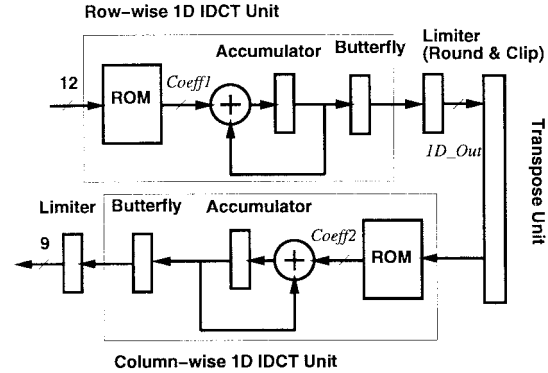 Row-wise 1D IDCT Unit
Accumulator
Butterfly
Limiter
(Round & Clip)
12
ROM
Coeff1
1D_Out
Transpose Unit
Limiter
Butterfly
Accumulator
9
Coeff2
ROM
Column-wise 1D IDCT Unit